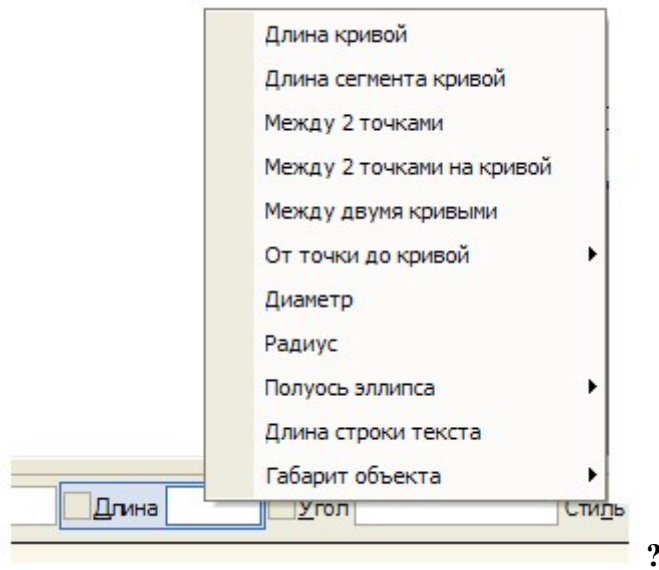 Длина кривой
Длина сегмента кривой
Между 2 точками
Между 2 точками на кривой
Между двумя кривыми
От точки до кривой
Диаметр
Радиус
Полуось эллипса
Длина строки текста
Габарит объекта
Длина Угол Стиль
?